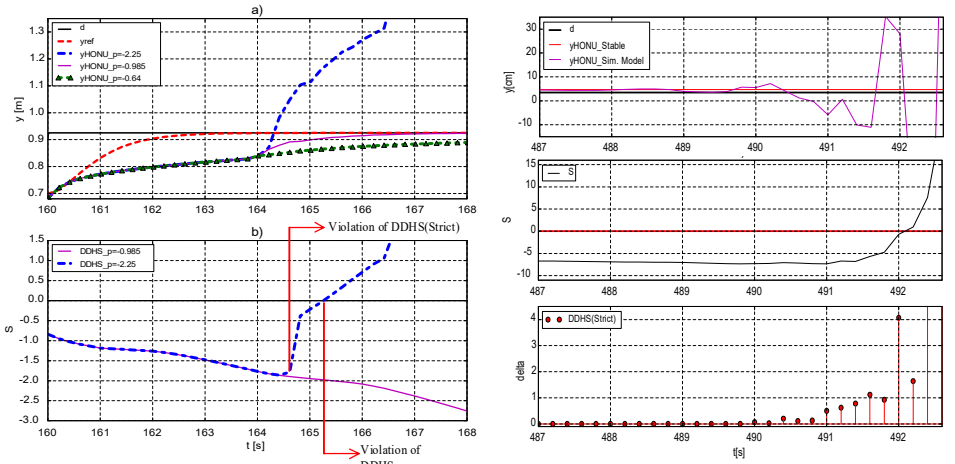 a)
1.3
1.2
1.1
1.0
0.9
0.8
0.7
y [m]
d
yref
yHONU_p=-2.25
yHONU_p=-0.985
yHONU_p=-0.64
160 161 162 163 164 165 166 167 168
Violation of DDHS(Strict)
b)
1.5
1.0
0.5
0.0
-0.5
-1.0
-1.5
-2.0
-2.5
-3.0
S
DDHS_p=-0.985
DDHS_p=-2.25
160 161 162 163 164 165 166 167 168
t [s]
Violation of
DDHS
30
20
10
0
-10
y[cm]
d
yHONU_Stable
yHONU_Sim. Model
487 488 489 490 491 492
15
10
5
0
-5
-10
S
S
487 488 489 490 491 492
4
3
2
1
0
delta
DDHS(Strict)
487 488 489 490 491 492
t[s]